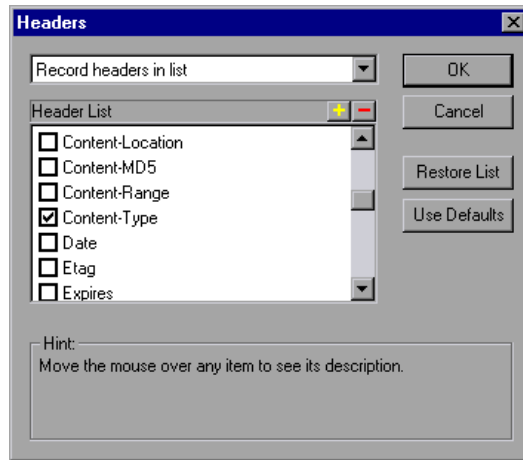 Headers
Record headers in list
OK
Header List
Cancel
Content-Location
Content-MD5
Content-Range
Content-Type
Date
Etag
Expires
Restore List
Use Defaults
Hint:
Move the mouse over any item to see its description.